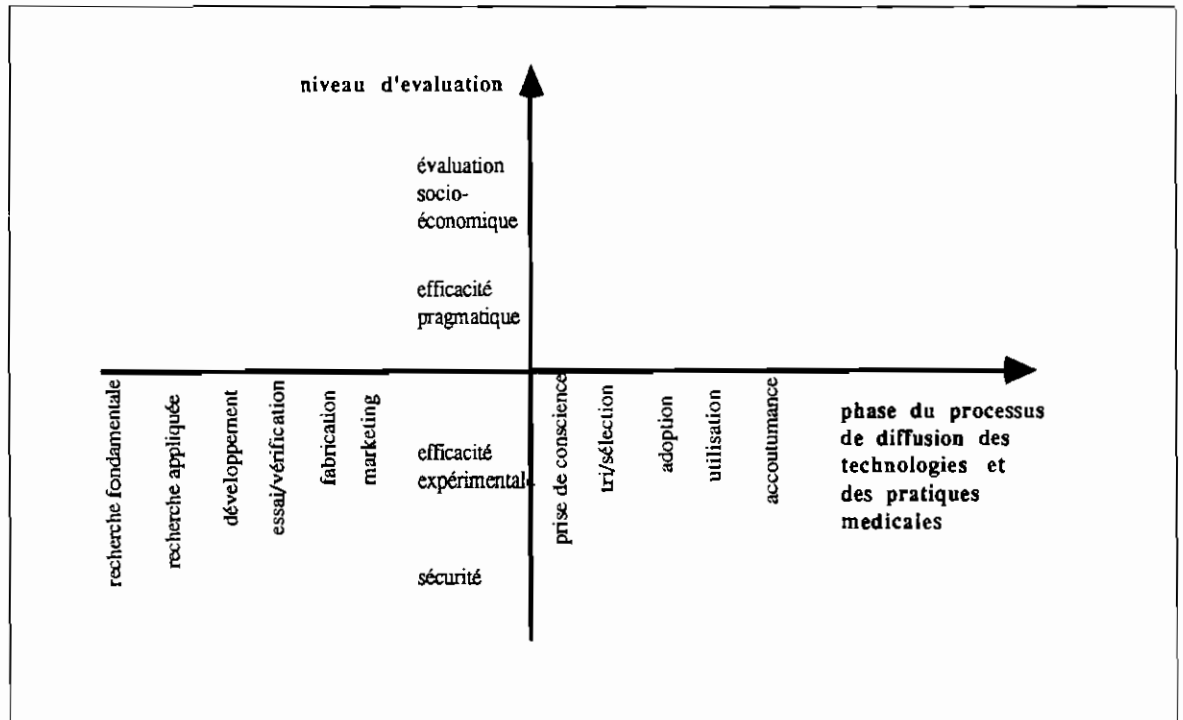 niveau d'evaluation
évaluation
socio-
économique
efficacité
pragmatique
recherche fondamentale
recherche appliquée
développement
essai/vérification
fabrication
marketing
efficacité
expérimental
sécurité
prise de conscience
tri/sélection
adoption
utilisation
accoutumance
phase du processus
de diffusion des
technologies et
des pratiques
medicales